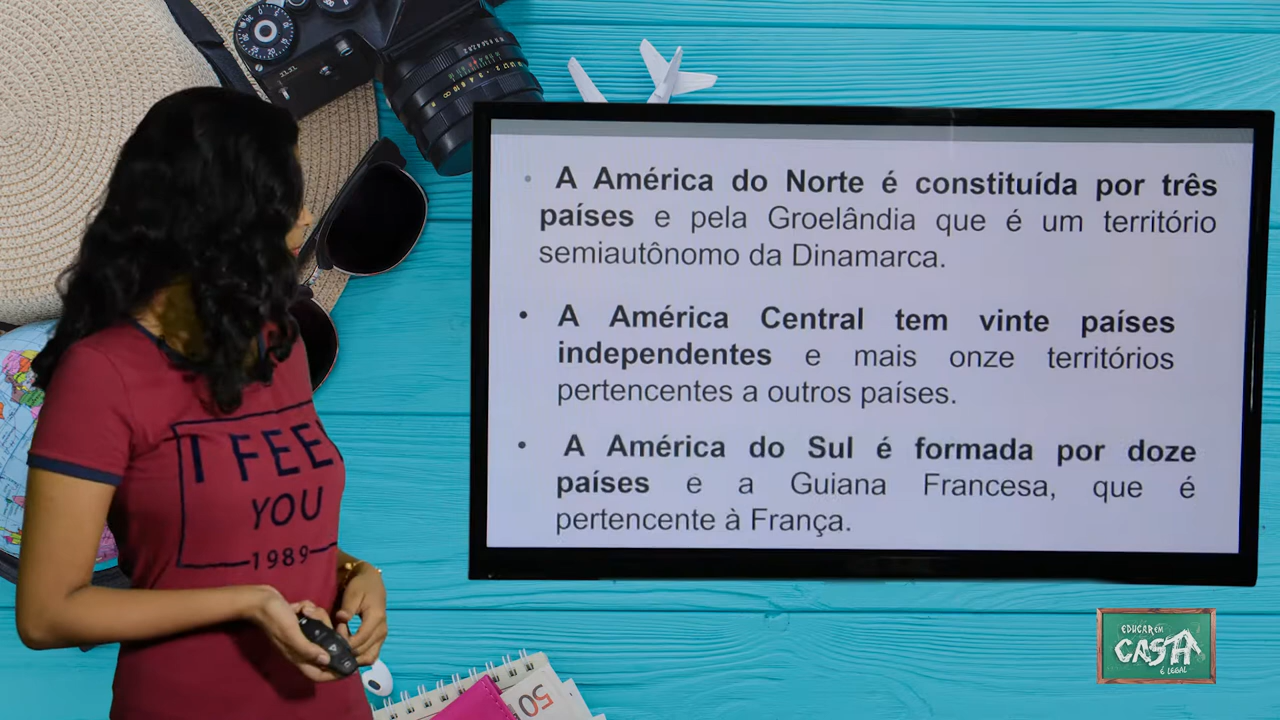 A América do Norte é constituída por três
países e pela Groelândia que é um território
semiautônomo da Dinamarca.
A América Central tem vinte países
independentes e mais onze territórios
pertencentes a outros países.
A América do Sul é formada por doze
países e a Guiana Francesa, que é
pertencente à França.
I FEEL
YOU
1989
EDUCAR EM
CASA
É LEGAL
50